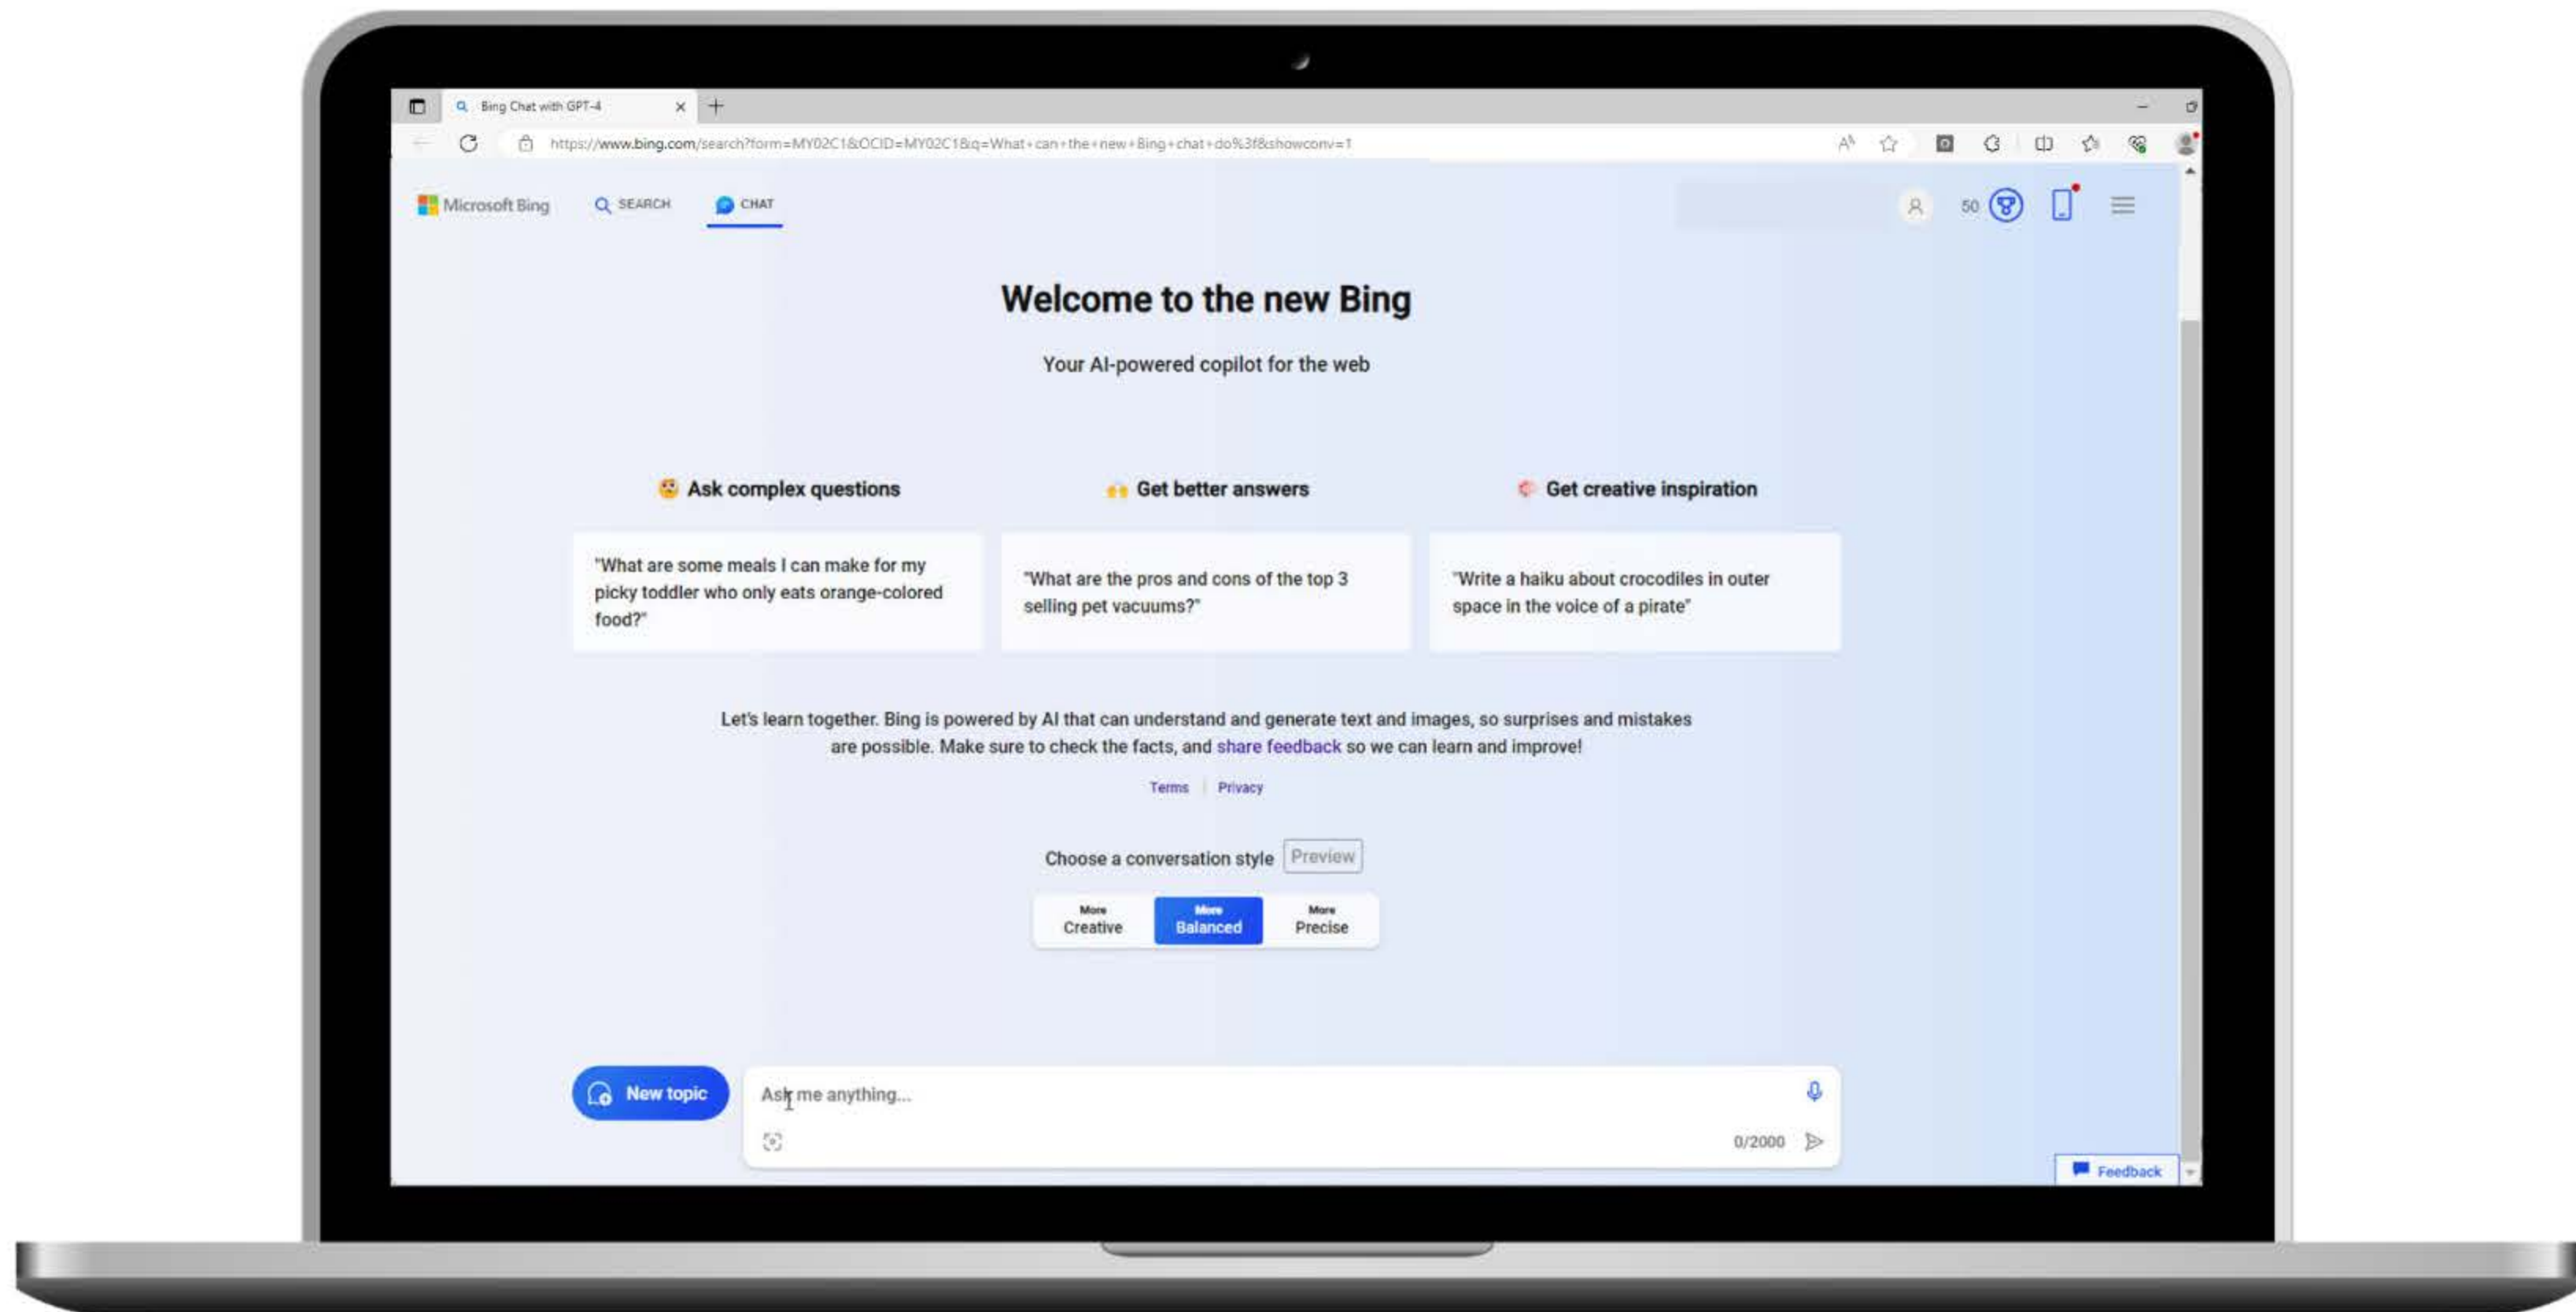 Bing Chat with GPT-4
https://www.bing.com/search?form=MY02C1&OCID=MY02C1&q=What+can+the+new+Bing+chat+do%3f&showconv=1
Microsoft Bing
SEARCH
CHAT
50
Welcome to the new Bing
Your AI-powered copilot for the web
Ask complex questions
Get better answers
Get creative inspiration
"What are some meals I can make for my
picky toddler who only eats orange-colored
food?"
"What are the pros and cons of the top 3
selling pet vacuums?"
"Write a haiku about crocodiles in outer
space in the voice of a pirate"
Let's learn together. Bing is powered by AI that can understand and generate text and images, so surprises and mistakes
are possible. Make sure to check the facts, and share feedback so we can learn and improve!
Terms | Privacy
Choose a conversation style Preview
More
Creative
More
Balanced
More
Precise
New topic
Ask me anything...
0/2000
Feedback